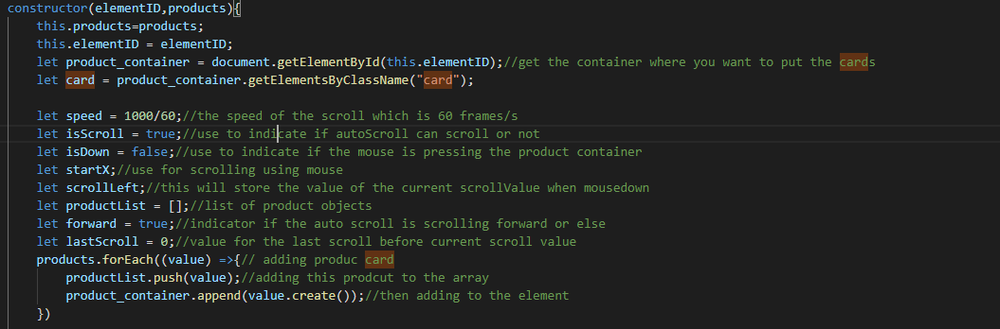 constructor(elementID,products){
this.products=products;
this.elementID = elementID;
let product_container = document.getElementById(this.elementID);//get the container where you want to put the cards
let card = product_container.getElementsByClassName("card");
let speed = 1000/60;//the speed of the scroll which is 60 frames/s
let isScroll = true;//use to indicate if autoScroll can scroll or not
let isDown = false;//use to indicate if the mouse is pressing the product container
let startX;//use for scrolling using mouse
let scrollLeft;//this will store the value of the current scrollValue when mousedown
let productList = [];//list of product objects
let forward = true;//indicator if the auto scroll is scrolling forward or else
let lastScroll = 0;//value for the last scroll before current scroll value
products.forEach((value) =>{// adding produc card
productList.push(value);//adding this prodcut to the array
product_container.append(value.create());//then adding to the element
})